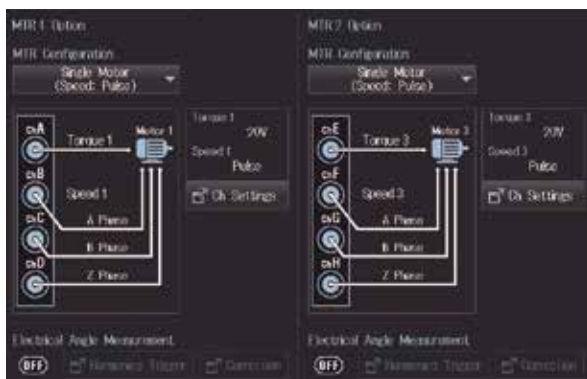 MTR1 Option
MTR Configuration
Single Motor
(Speed: Pulse)
ChA
Torque 1
Motor 1
ChB
Speed 1
ChC
A Phase
B Phase
ChD
Z Phase
Torque 1
20V
Speed 1
Pulse
Ch Settings
Electrical Angle Measurement
OFF
Harmonics Trigger
Correction
MTR2 Option
MTR Configuration
Single Motor
(Speed: Pulse)
ChE
Torque 3
Motor 3
ChF
Speed 3
ChG
A Phase
B Phase
ChH
Z Phase
Torque 3
20V
Speed 3
Pulse
Ch Settings
Electrical Angle Measurement
OFF
Harmonics Trigger
Correction